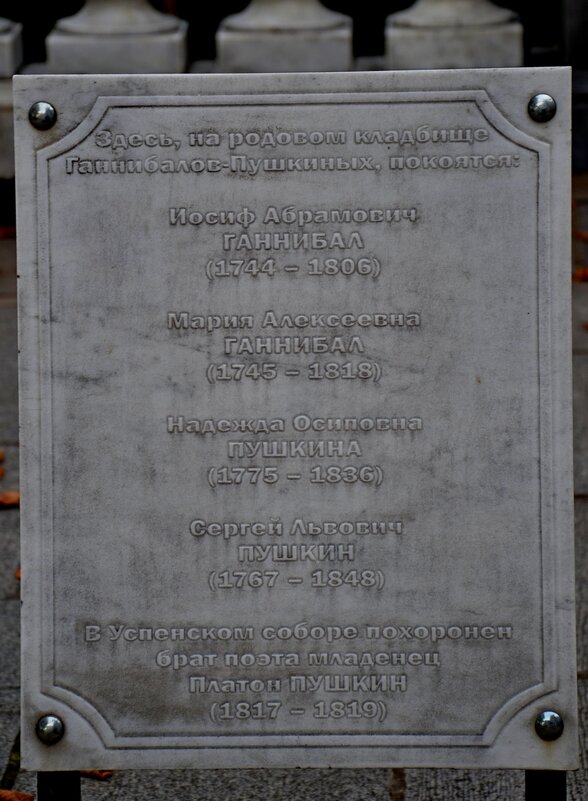 Здесь, на родовом кладбище
Ганнибалов-Пушкиных, покоятся:
Иосиф Абрамович
ГАННИБАЛ
(1744 – 1806)
Мария Алексеевна
ГАННИБАЛ
(1745 – 1818)
Надежда Осиповна
ПУШКИНА
(1775 – 1836)
Сергей Львович
ПУШКИН
(1767 – 1848)
В Успенском соборе похоронен
брат поэта младенец
Платон ПУШКИН
(1817 – 1819)